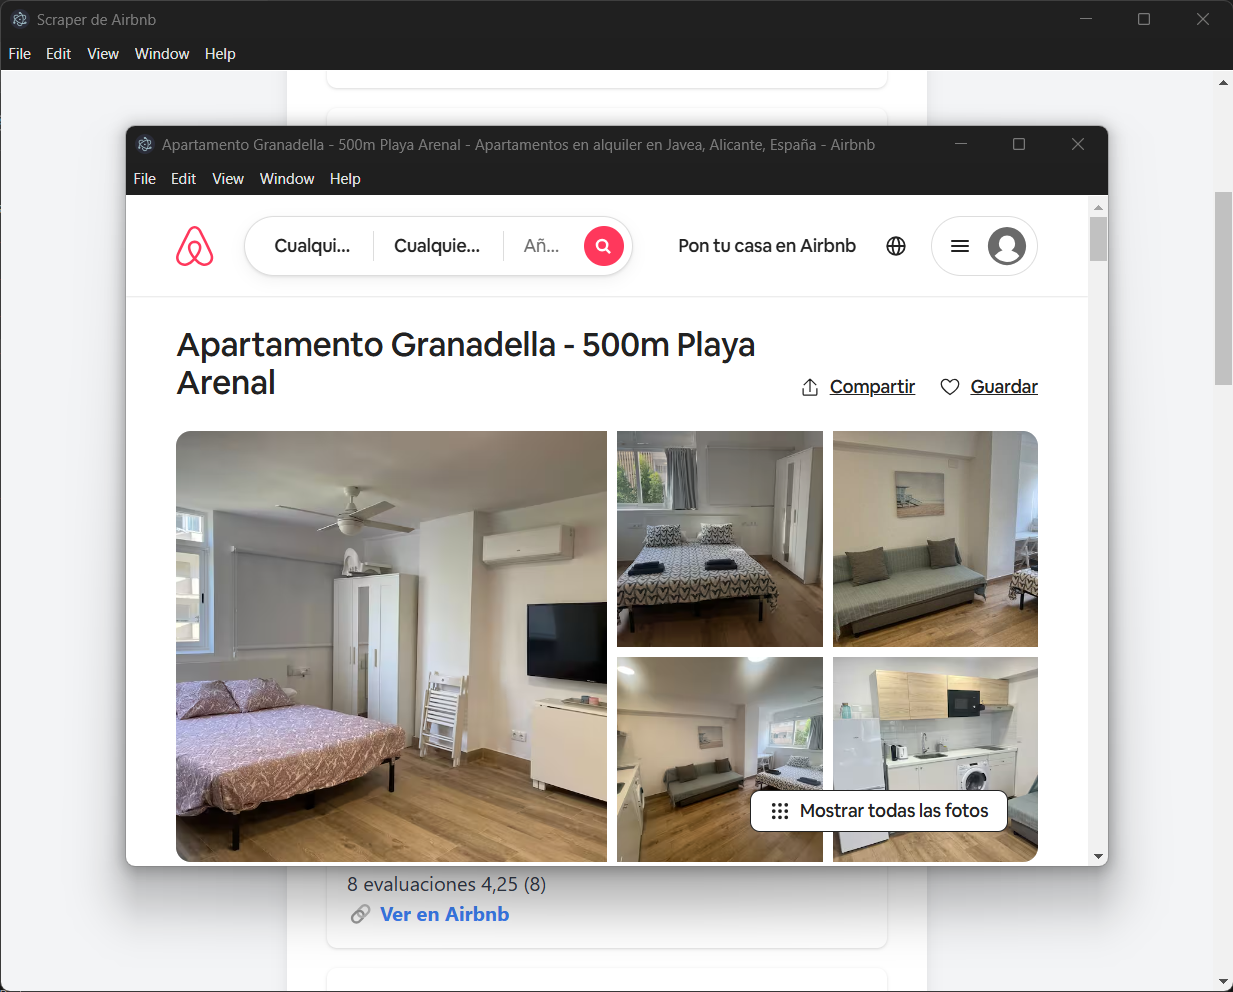 Scraper de Airbnb
File Edit View Window Help
Apartamento Granadella - 500m Playa Arenal - Apartamentos en alquiler en Javea, Alicante, España - Airbnb
File Edit View Window Help
Cualqui... Cualquie... Añ... Pon tu casa en Airbnb
Apartamento Granadella - 500m Playa
Arenal
Compartir Guardar
Mostrar todas las fotos
8 evaluaciones 4,25 (8)
Ver en Airbnb